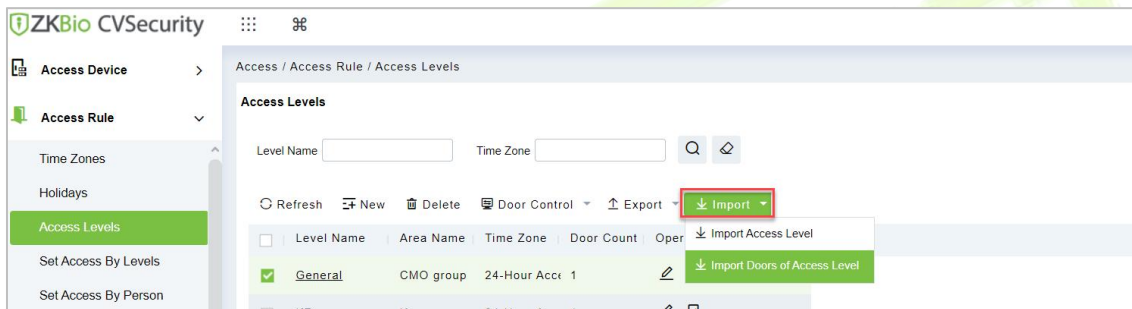 ZKBio CVSecurity
Access Device
Access / Access Rule / Access Levels
Access Rule
Access Levels
Level Name
Time Zone
Time Zones
Holidays
Refresh New Delete Door Control Export Import
Access Levels
Level Name Area Name Time Zone Door Count Oper
Import Access Level
Set Access By Levels
General CMO group 24-Hour Acce 1
Import Doors of Access Level
Set Access By Person